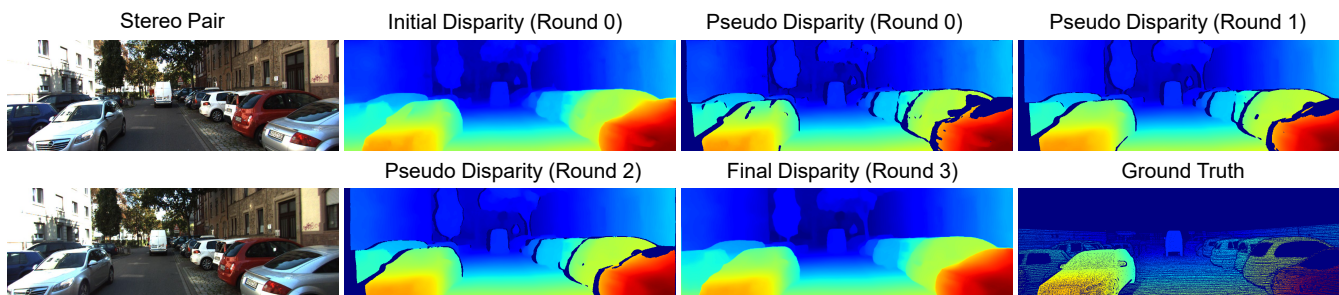 Stereo Pair
Initial Disparity (Round 0)
Pseudo Disparity (Round 0)
Pseudo Disparity (Round 1)
Pseudo Disparity (Round 2)
Final Disparity (Round 3)
Ground Truth